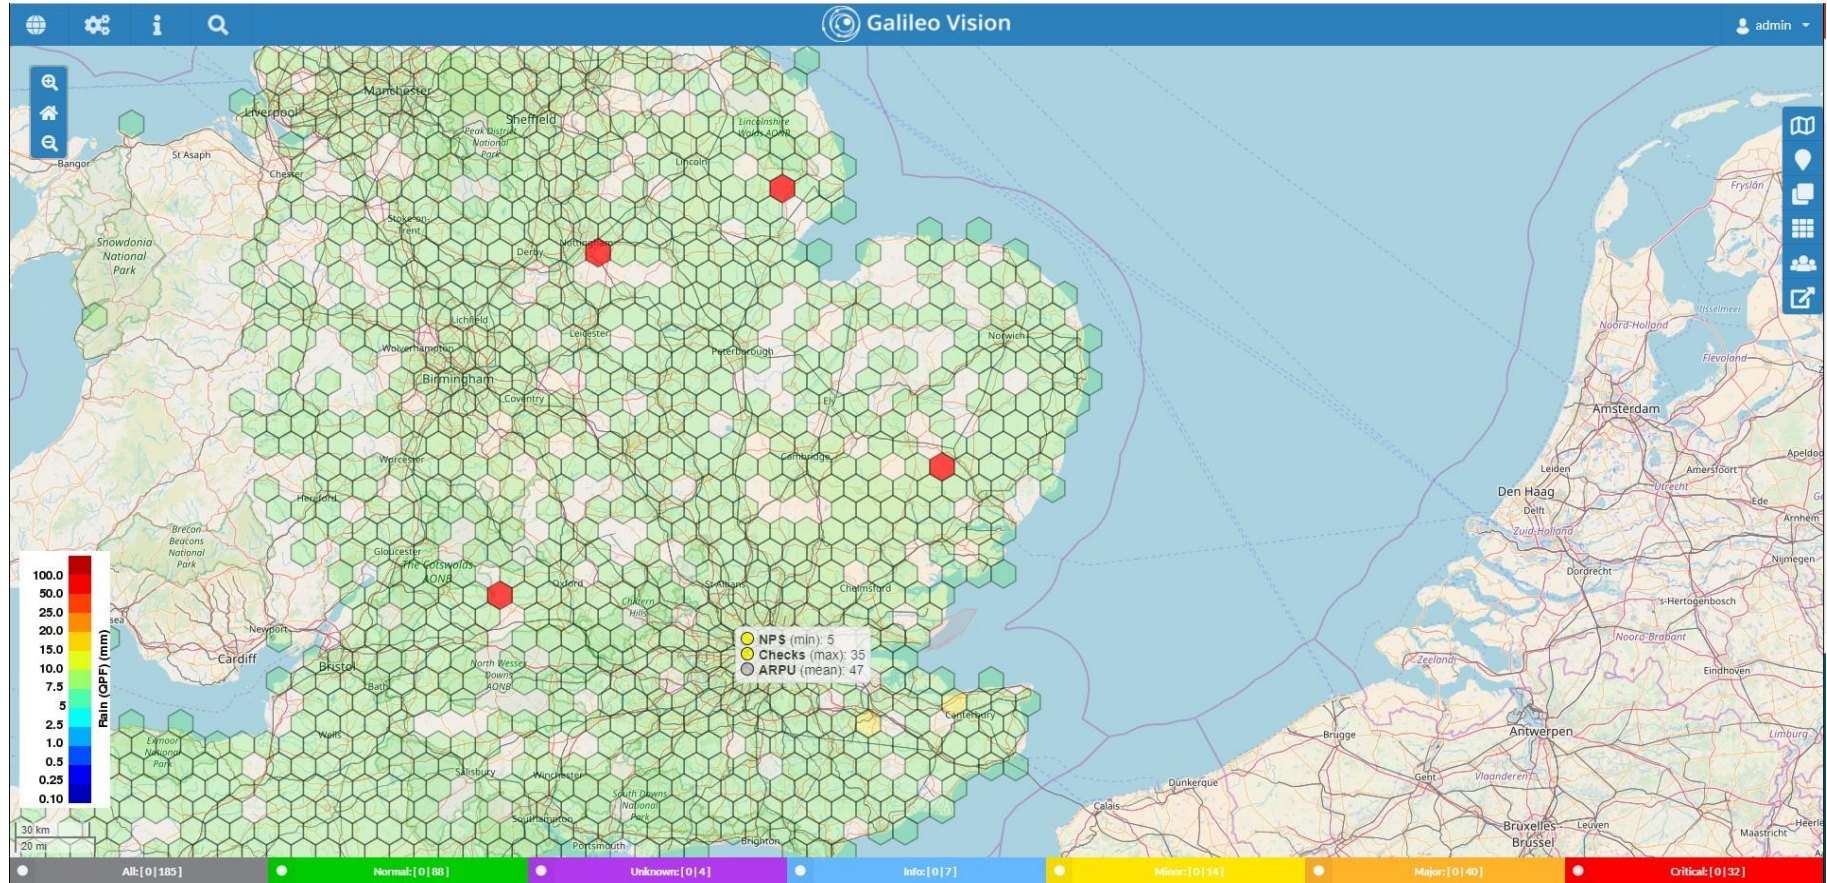 Galileo Vision
admin
Manchester
Liverpool
Sheffield
Peak District
National
Park
Lincolnshire
Wolds AONB
Bangor
St Asaph
Chester
Lincoln
Fryslân
Snowdonia
National
Park
Stoke-on-
Trent
Derby
Nottingham
IJsselmeer
Noord-Holland
Lichfield
Leicester
Norwich
Wolverhampton
Peterborough
Flevoland
Birmingham
Coventry
Ely
Amsterdam
Worcester
Cambridge
Leiden
Amersfoort
Apeldoo
Utrecht
Hereford
Den Haag
Delft
Ede
Arnhem
Zuid-Holland
Brecon
Beacons
National
Park
Gloucester
The Cotswolds
AONB
Oxford
St Albans
Chelmsford
Chiltern
Hills
Dordrecht
Nijmegen
's-Hertogenbosch
Noord-Brabant
Newport
Cardiff
Bristol
Bath
North Wessex
Downs
AONB
NPS (min): 5
Checks (max): 35
ARPU (mean): 47
Zeeland
Eindhoven
Canterbury
Wells
Brugge
Antwerpen
Limburg
Exmoor
National
Park
Salisbury
Winchester
Gent
Vlaanderen
Dunkerque
South Downs
National
Park
Calais
Southampton
Portsmouth
Brighton
Bruxelles -
Brussel
Leuven
Maastricht
Heerle
Rain (QPF) (mm)
100.0
50.0
25.0
20.0
15.0
10.0
7.5
5
2.5
1.0
0.5
0.25
0.10
30 km
20 mi
All: [ 0 | 185 ]
Normal: [ 0 | 88 ]
Unknown: [ 0 | 4 ]
Info: [ 0 | 7 ]
Minor: [ 0 | 14 ]
Major: [ 0 | 40 ]
Critical: [ 0 | 32 ]